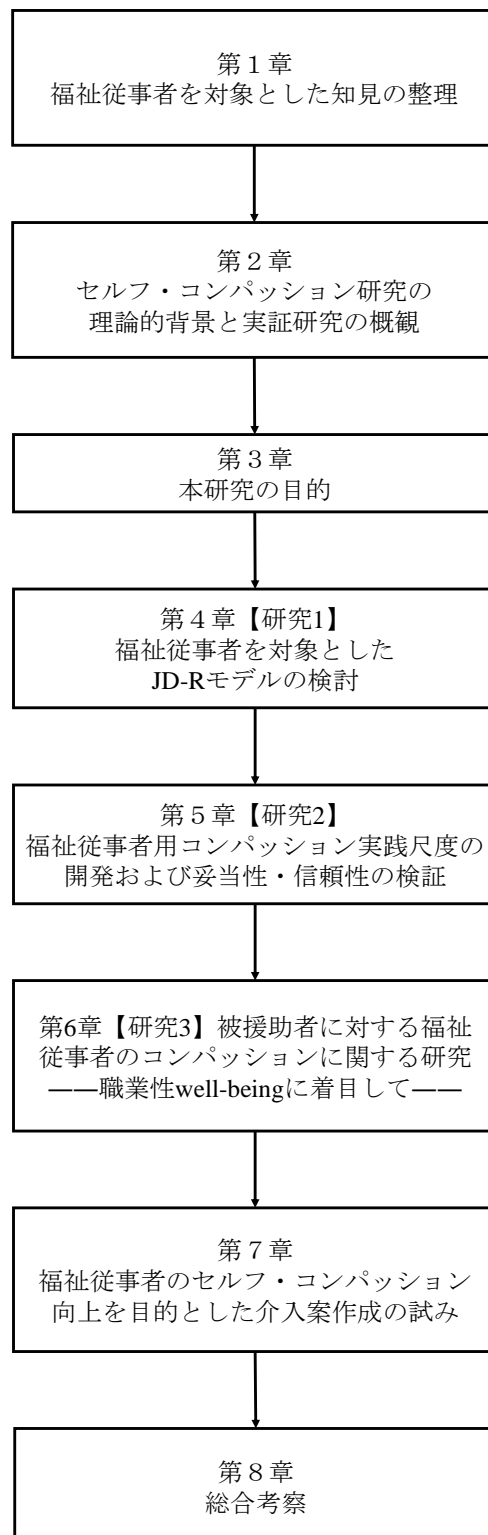 第１章
福祉従事者を対象とした知見の整理
第２章
セルフ・コンパッション研究の
理論的背景と実証研究の概観
第３章
本研究の目的
第４章【研究1】
福祉従事者を対象とした
JD-Rモデルの検討
第５章【研究2】
福祉従事者用コンパッション実践尺度の
開発および妥当性・信頼性の検証
第6章【研究3】被援助者に対する福祉
従事者のコンパッションに関する研究
――職業性well-beingに着目して――
第７章
福祉従事者のセルフ・コンパッション
向上を目的とした介入案作成の試み
第８章
総合考察